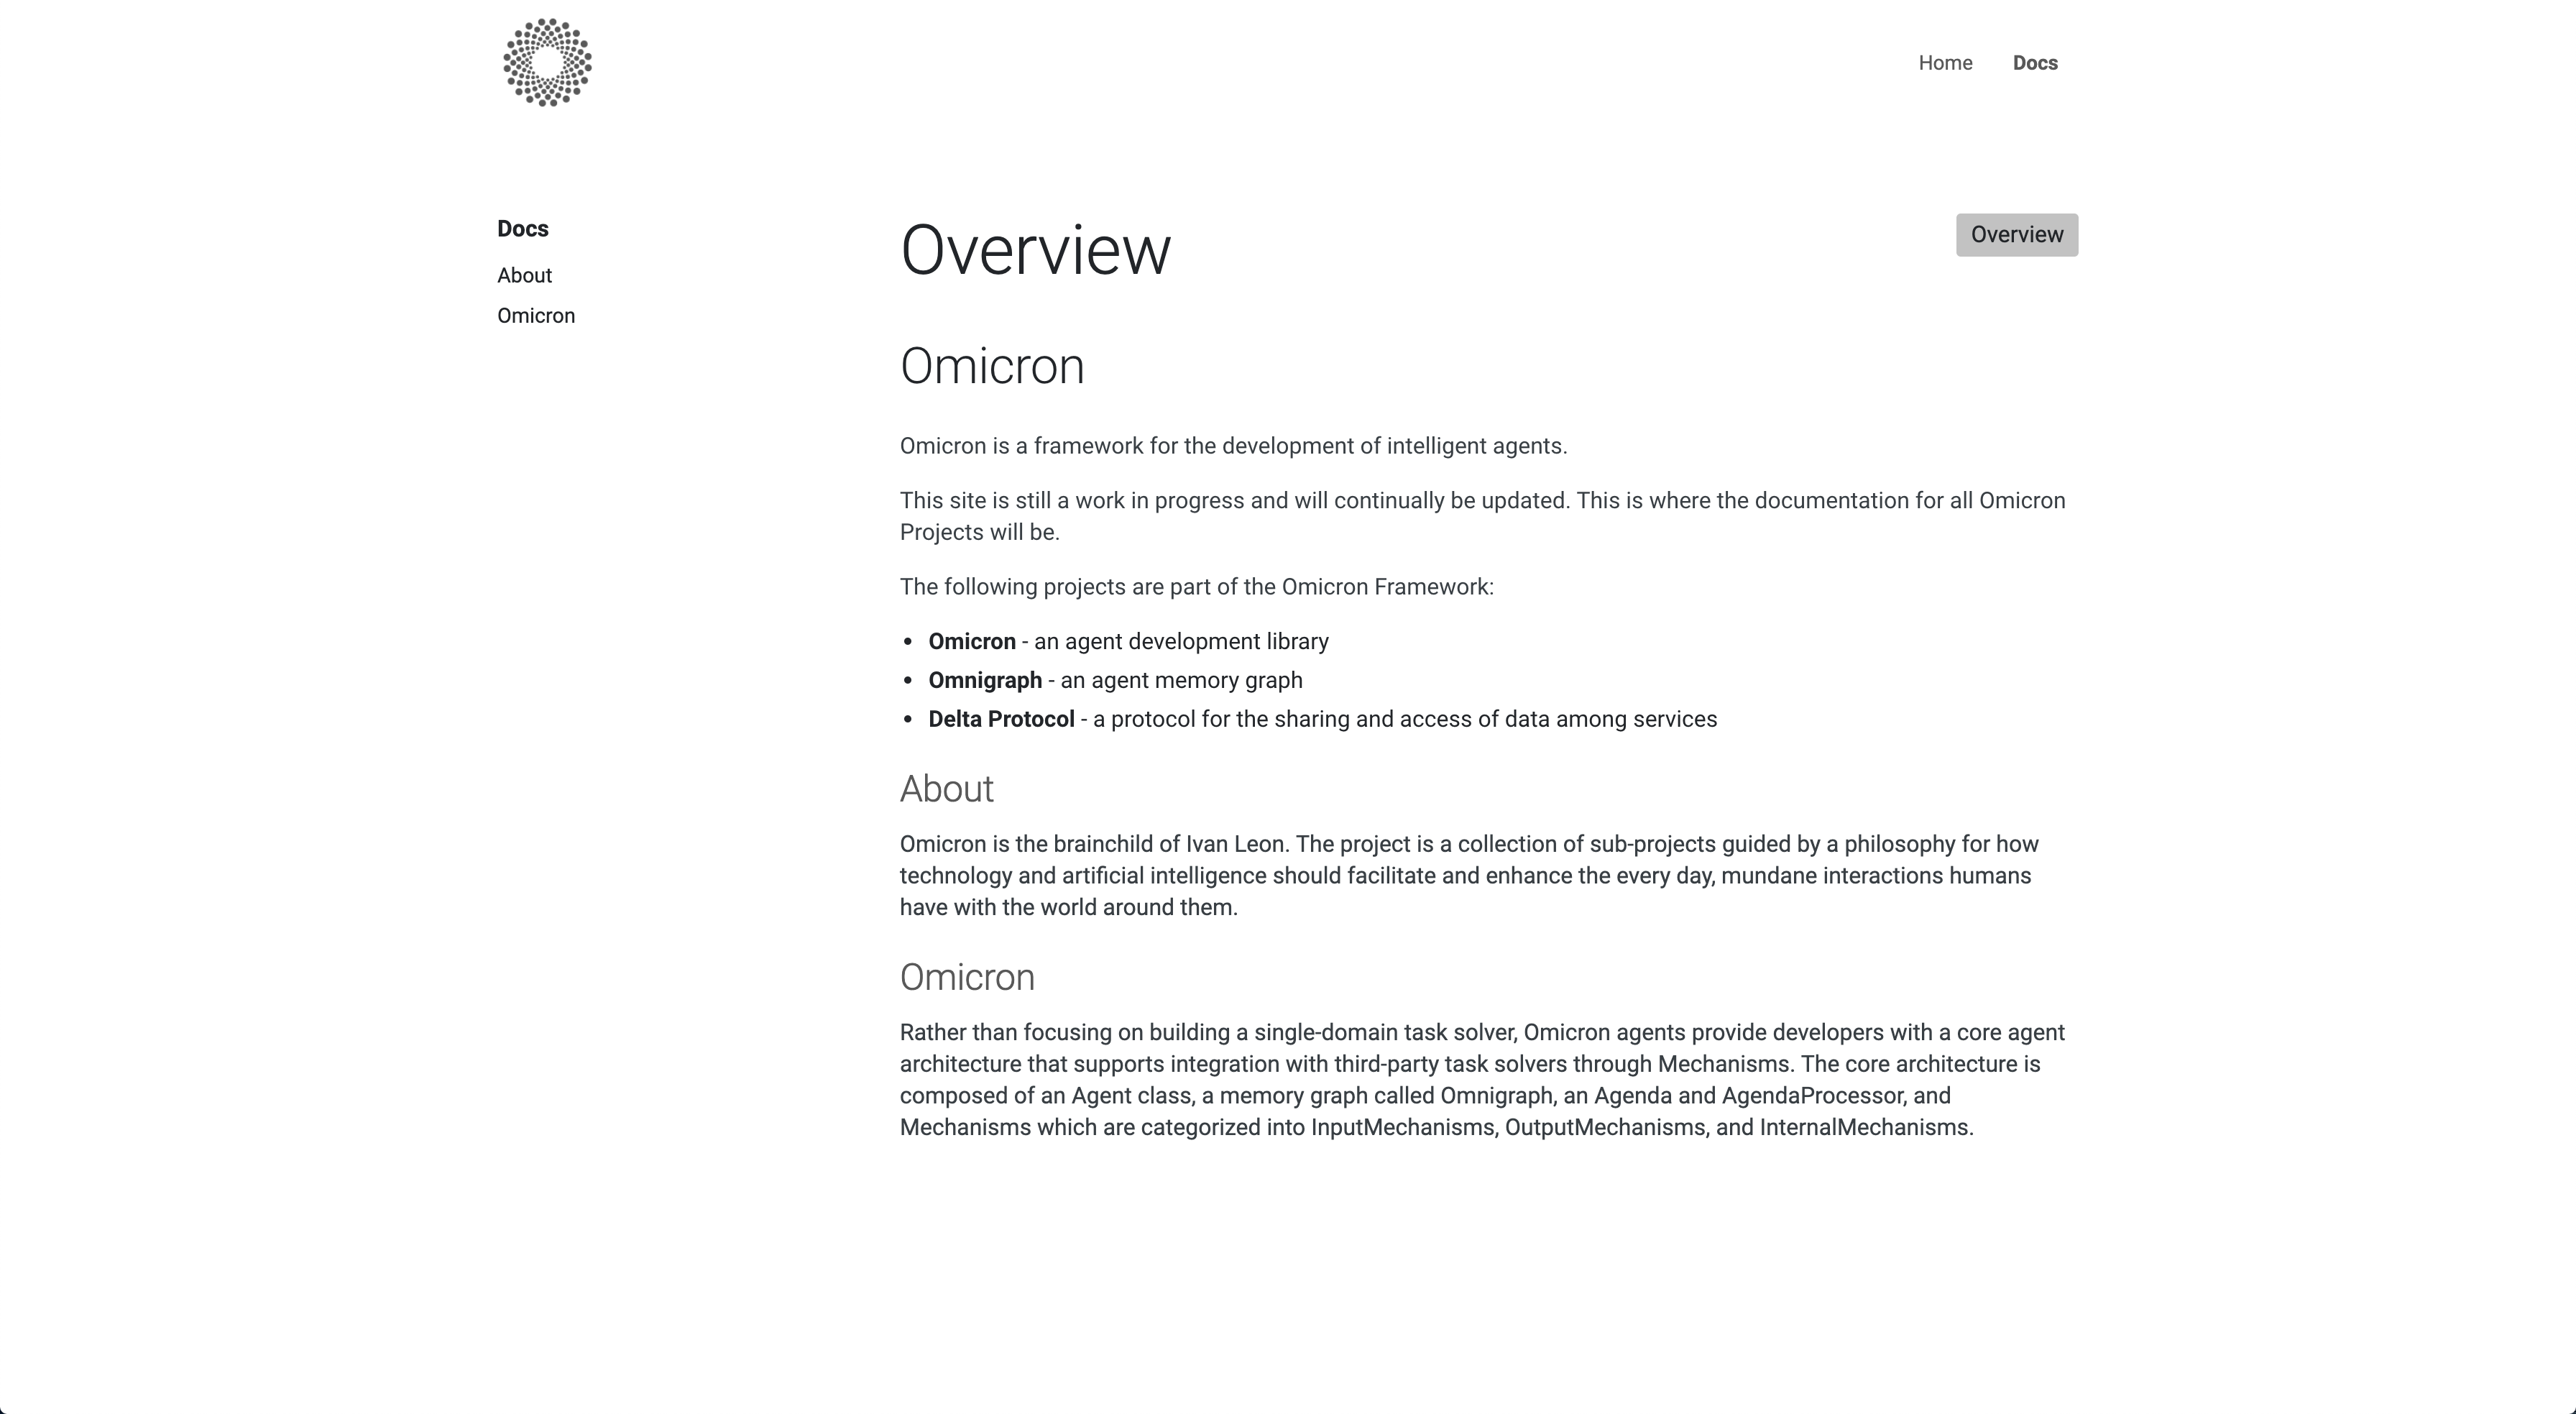 Home
Docs
Docs
About
Omicron
Overview
Overview
Omicron
Omicron is a framework for the development of intelligent agents.
This site is still a work in progress and will continually be updated. This is where the documentation for all Omicron
Projects will be.
The following projects are part of the Omicron Framework:
• Omicron - an agent development library
• Omnigraph - an agent memory graph
• Delta Protocol - a protocol for the sharing and access of data among services
About
Omicron is the brainchild of Ivan Leon. The project is a collection of sub-projects guided by a philosophy for how
technology and artificial intelligence should facilitate and enhance the every day, mundane interactions humans
have with the world around them.
Omicron
Rather than focusing on building a single-domain task solver, Omicron agents provide developers with a core agent
architecture that supports integration with third-party task solvers through Mechanisms. The core architecture is
composed of an Agent class, a memory graph called Omnigraph, an Agenda and AgendaProcessor, and
Mechanisms which are categorized into InputMechanisms, OutputMechanisms, and InternalMechanisms.